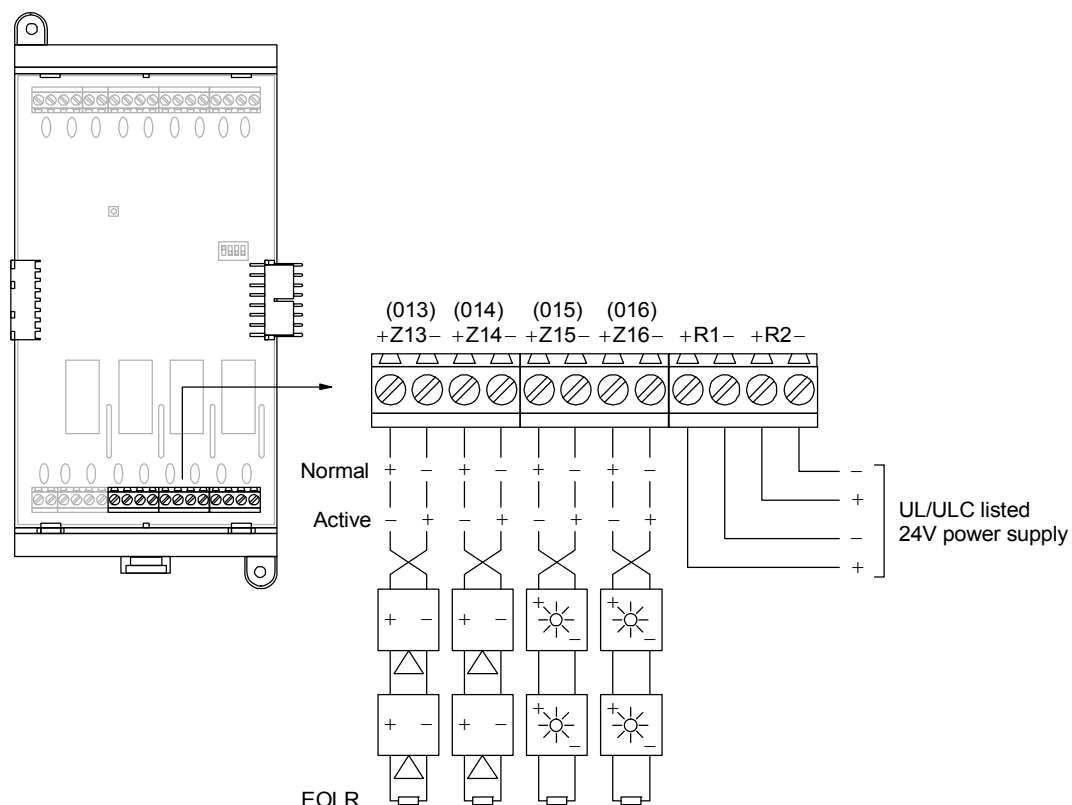 (013) (014) (015) (016)
+Z13− +Z14− +Z15− +Z16− +R1− +R2−
Normal + − + − + − + − −
+
Active − + − + − + − +
UL/ULC listed
24V power supply
−
+
+ − + − + − + −
+ − + − + − + −
EOLR